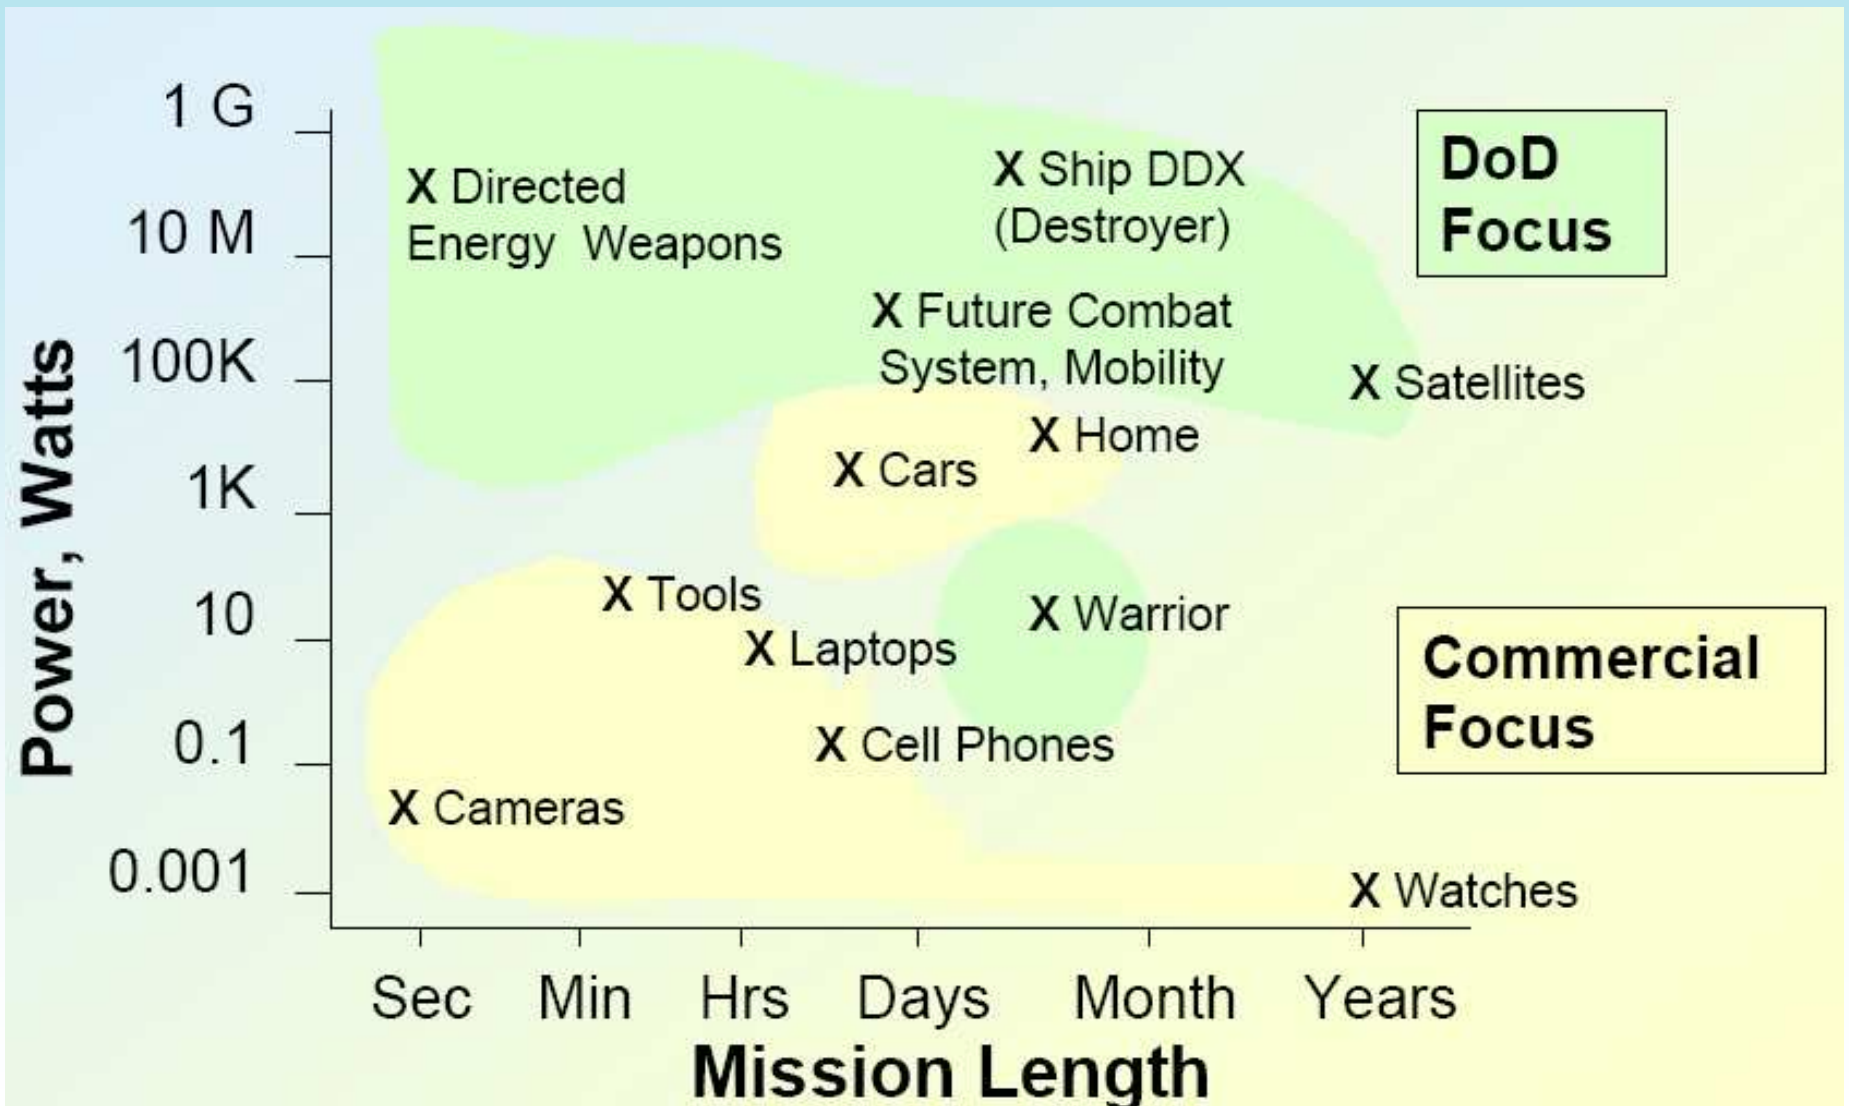 1 G
10 M
100K
1K
10
0.1
0.001
Power, Watts
X Directed
Energy Weapons
X Ship DDX
(Destroyer)
X Future Combat
System, Mobility
X Satellites
X Home
X Cars
X Tools
X Laptops
X Warrior
X Cell Phones
X Cameras
X Watches
DoD
Focus
Commercial
Focus
Sec Min Hrs Days Month Years
Mission Length